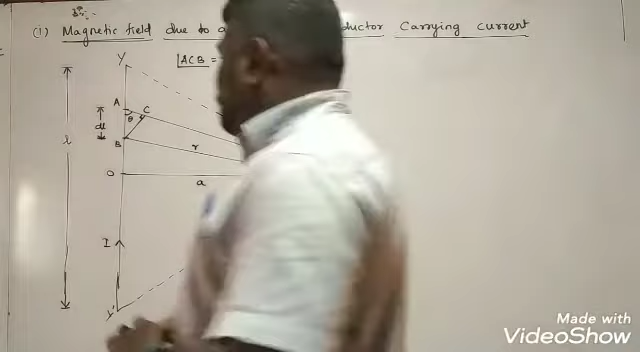 (1) Magnetic field due to a ductor Carrying current
∠ACB =
Y
A
C
θ
dl
B
r
l
O
a
I
Y'
Made with
VideoShow